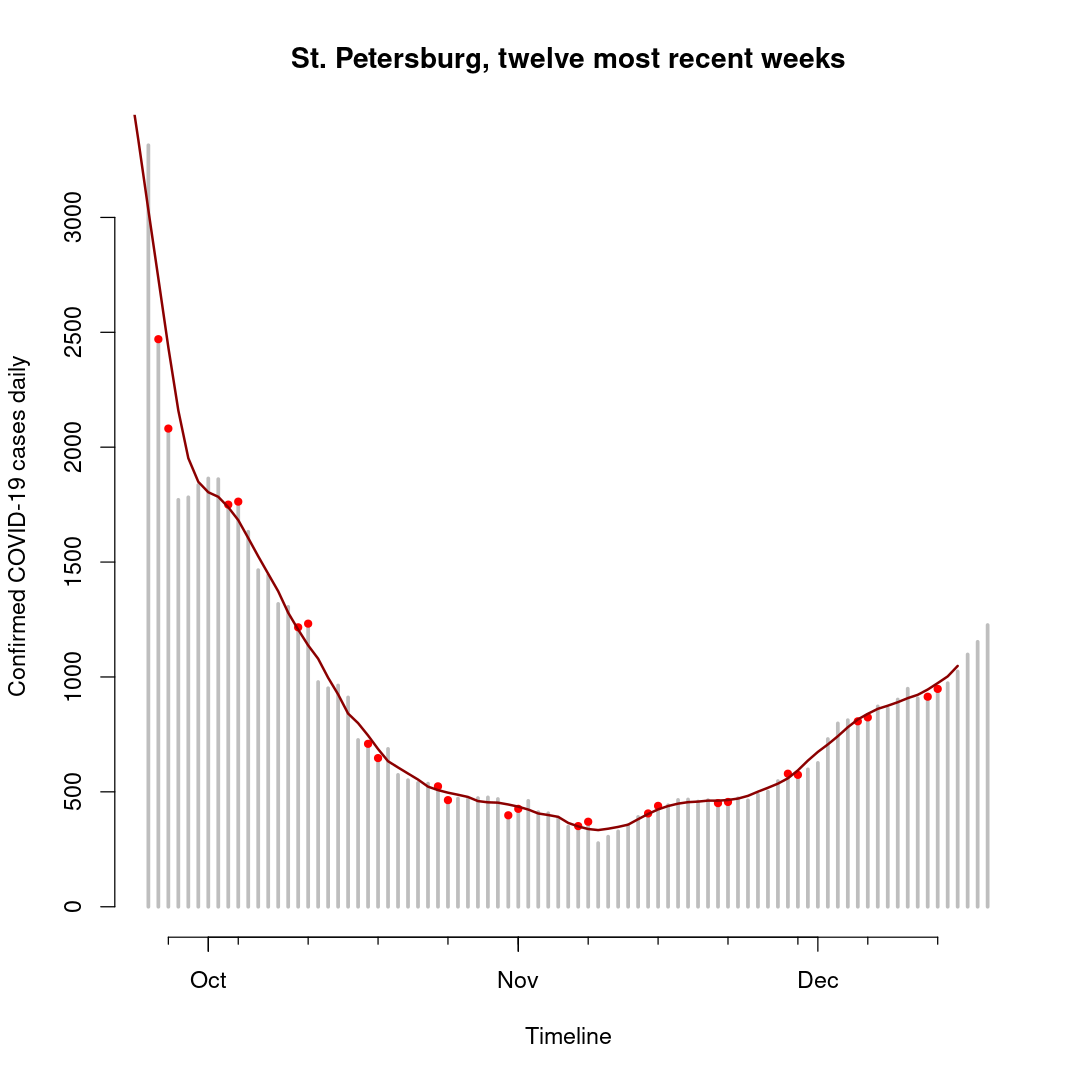 St. Petersburg, twelve most recent weeks
Confirmed COVID-19 cases daily
3000
2500
2000
1500
1000
500
0
Oct Nov Dec
Timeline